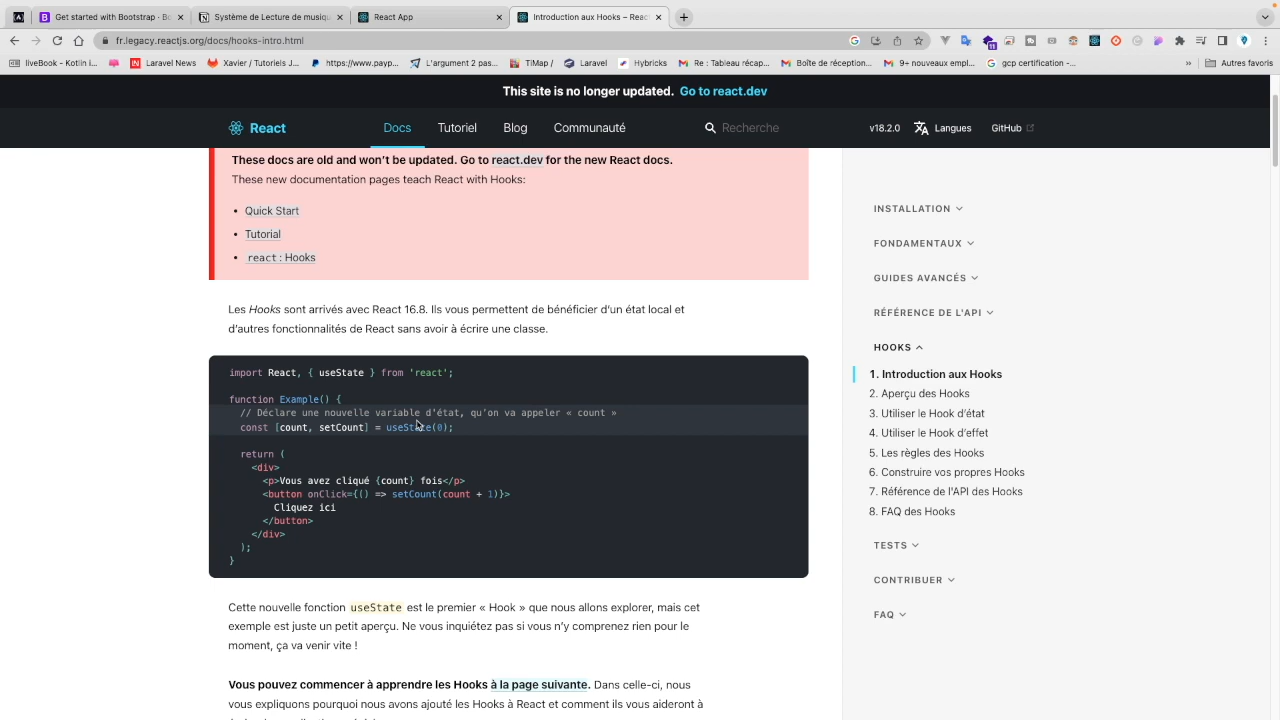 Get started with Bootstrap · Bo
Système de Lecture de musiqu
React App
Introduction aux Hooks – Reac
fr.legacy.reactjs.org/docs/hooks-intro.html
11
liveBook - Kotlin i...
Laravel News
Xavier / Tutoriels J...
https://www.payp...
L'argument 2 pas...
TiMap /
Laravel
Hybricks
Re : Tableau récap...
Boîte de réception...
9+ nouveaux empl...
gcp certification -...
»
Autres favoris
This site is no longer updated. Go to react.dev
React
Docs
Tutoriel
Blog
Communauté
Recherche
v18.2.0
Langues
GitHub
These docs are old and won't be updated. Go to react.dev for the new React docs.
These new documentation pages teach React with Hooks:
• Quick Start
• Tutorial
• react: Hooks
Les Hooks sont arrivés avec React 16.8. Ils vous permettent de bénéficier d'un état local et
d'autres fonctionnalités de React sans avoir à écrire une classe.
import React, { useState } from 'react';
function Example() {
// Déclare une nouvelle variable d'état, qu'on va appeler « count »
const [count, setCount] = useState(0);
return (
<div>
<p>Vous avez cliqué {count} fois</p>
<button onClick={() => setCount(count + 1)}>
Cliquez ici
</button>
</div>
);
}
Cette nouvelle fonction useState est le premier « Hook » que nous allons explorer, mais cet
exemple est juste un petit aperçu. Ne vous inquiétez pas si vous n'y comprenez rien pour le
moment, ça va venir vite !
Vous pouvez commencer à apprendre les Hooks à la page suivante. Dans celle-ci, nous
vous expliquons pourquoi nous avons ajouté les Hooks à React et comment ils vous aideront à
INSTALLATION
FONDAMENTAUX
GUIDES AVANCÉS
RÉFÉRENCE DE L'API
HOOKS
1. Introduction aux Hooks
2. Aperçu des Hooks
3. Utiliser le Hook d'état
4. Utiliser le Hook d'effet
5. Les règles des Hooks
6. Construire vos propres Hooks
7. Référence de l'API des Hooks
8. FAQ des Hooks
TESTS
CONTRIBUER
FAQ